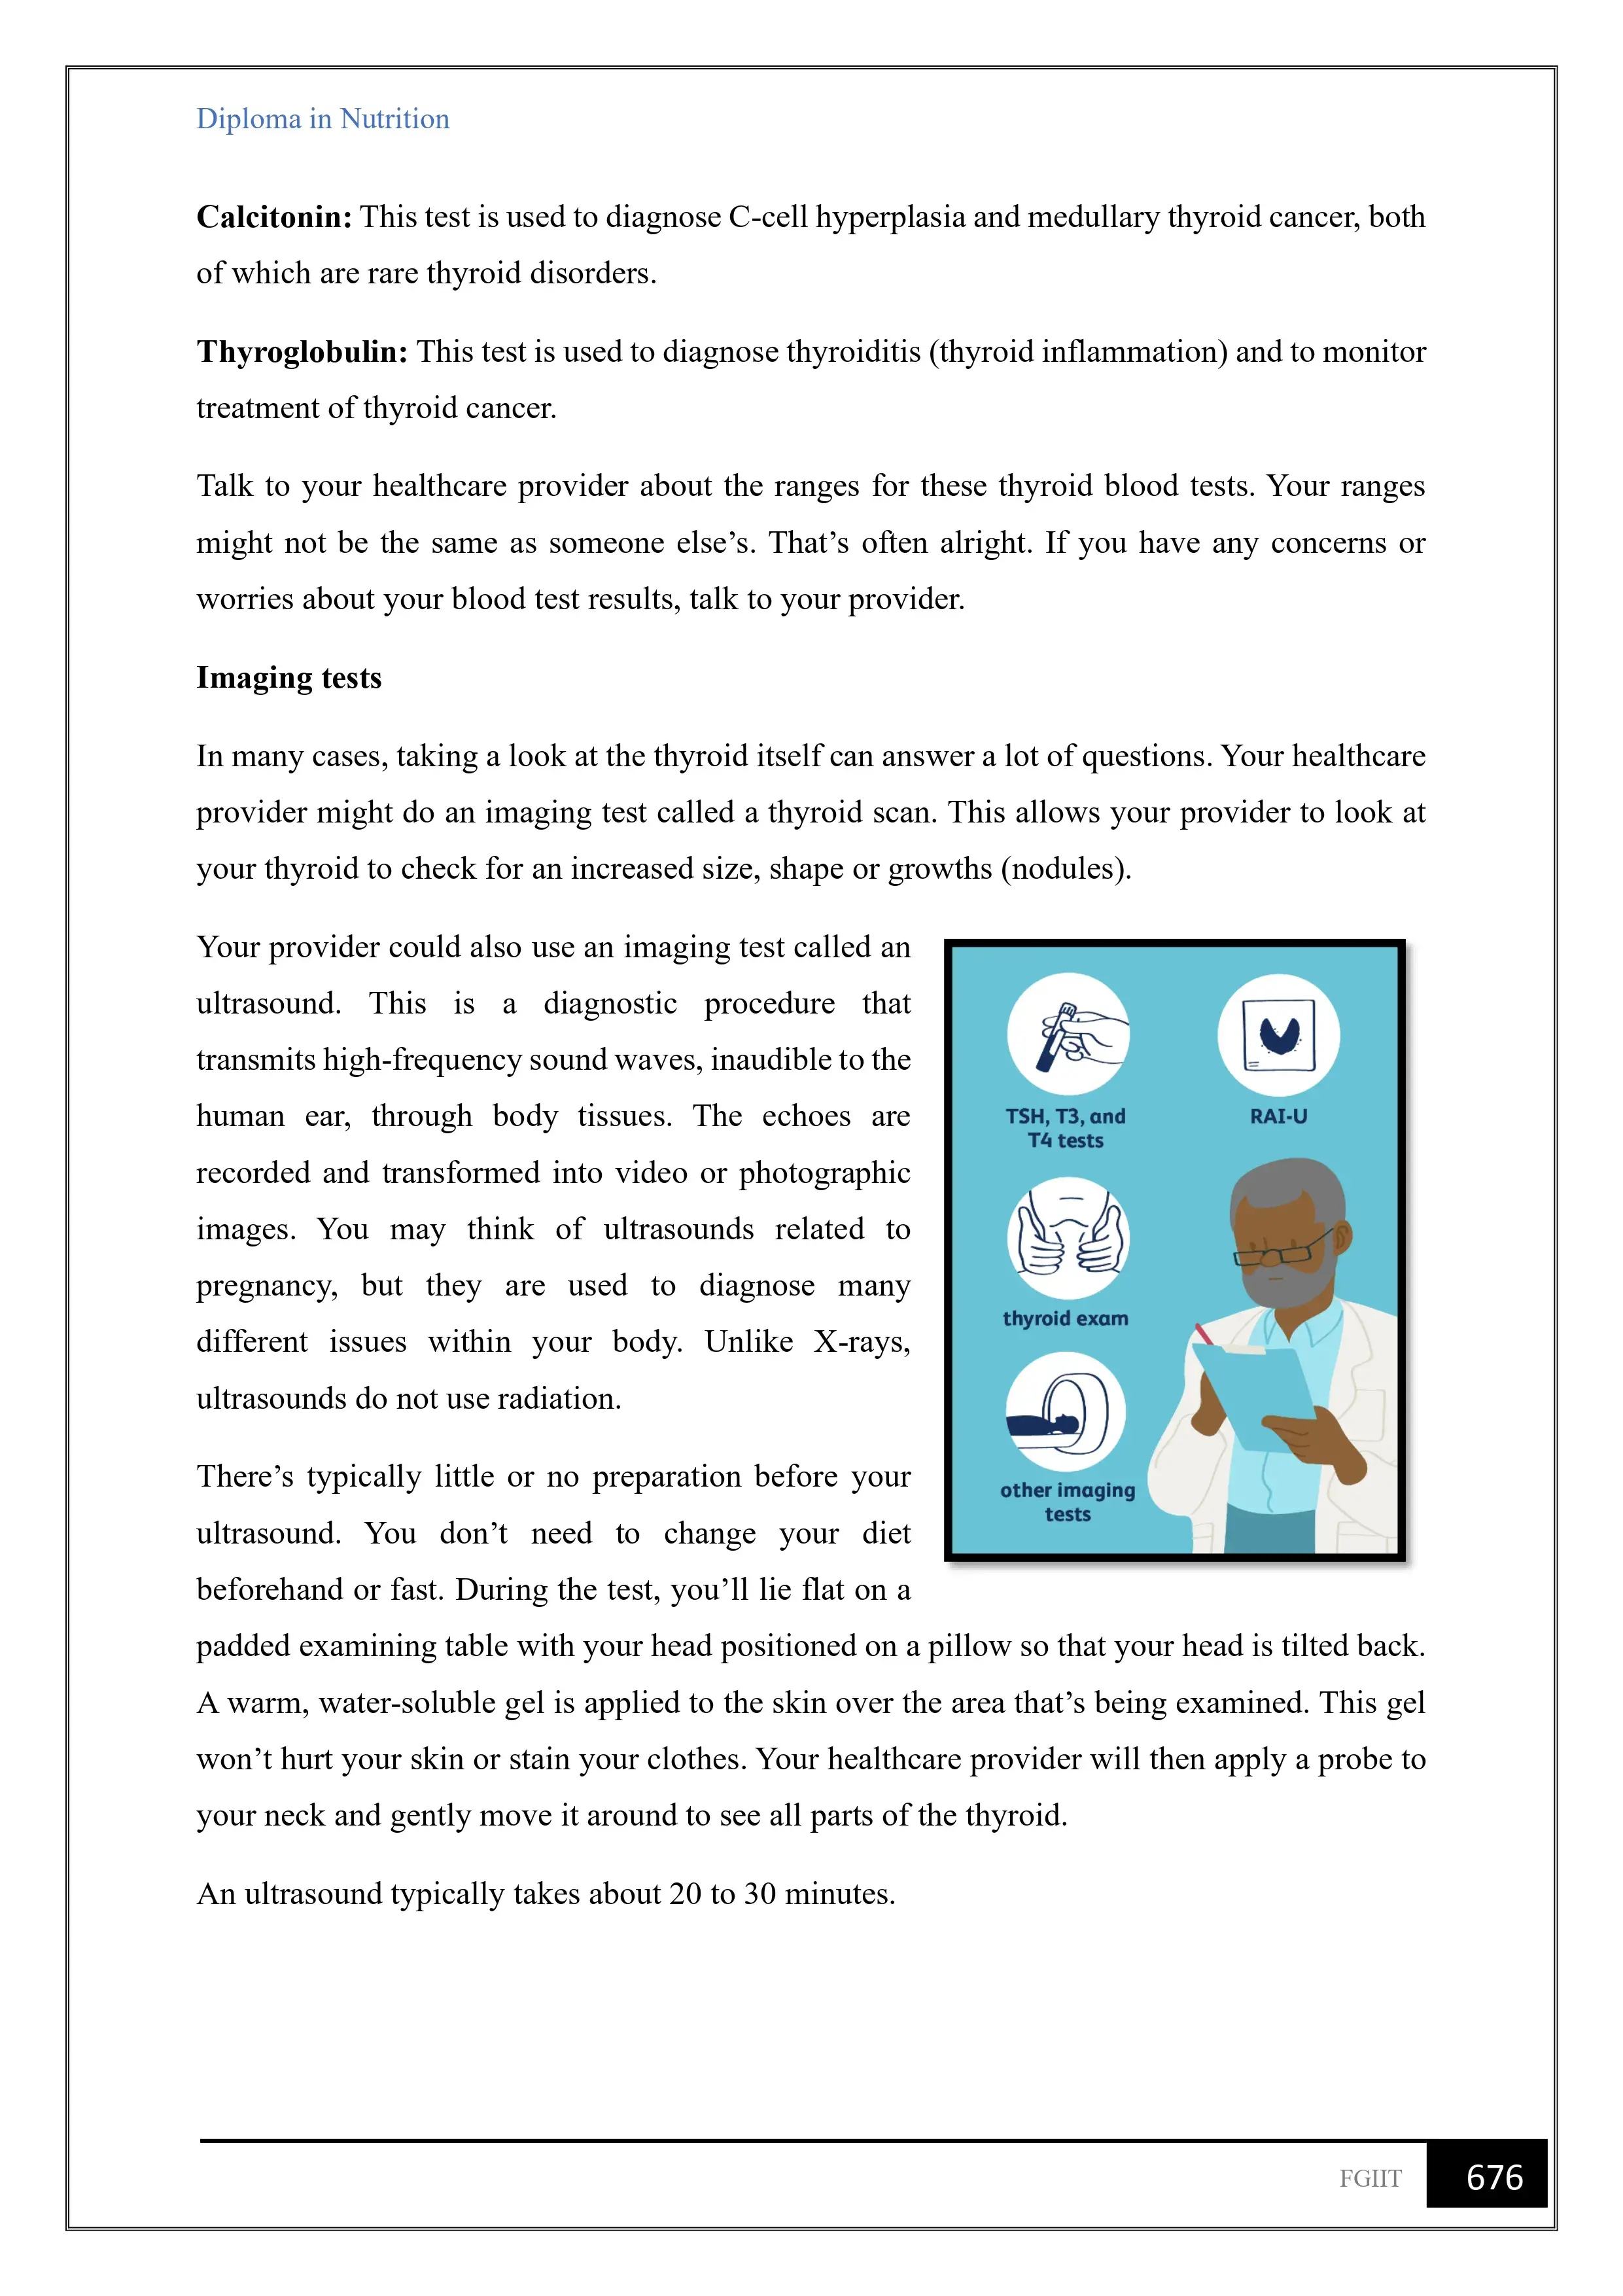 Diploma in Nutrition
Calcitonin: This test is used to diagnose C-cell hyperplasia and medullary thyroid cancer, both
of which are rare thyroid disorders.
Thyroglobulin: This test is used to diagnose thyroiditis (thyroid inflammation) and to monitor
treatment of thyroid cancer.
Talk to your healthcare provider about the ranges for these thyroid blood tests. Your ranges
might not be the same as someone else’s. That’s often alright. If you have any concerns or
worries about your blood test results, talk to your provider.
Imaging tests
In many cases, taking a look at the thyroid itself can answer a lot of questions. Your healthcare
provider might do an imaging test called a thyroid scan. This allows your provider to look at
your thyroid to check for an increased size, shape or growths (nodules).
Your provider could also use an imaging test called an
ultrasound. This is a diagnostic procedure that
transmits high-frequency sound waves, inaudible to the
human ear, through body tissues. The echoes are
recorded and transformed into video or photographic
images. You may think of ultrasounds related to
pregnancy, but they are used to diagnose many
different issues within your body. Unlike X-rays,
ultrasounds do not use radiation.
There’s typically little or no preparation before your
ultrasound. You don’t need to change your diet
beforehand or fast. During the test, you’ll lie flat on a
padded examining table with your head positioned on a pillow so that your head is tilted back.
A warm, water-soluble gel is applied to the skin over the area that’s being examined. This gel
won’t hurt your skin or stain your clothes. Your healthcare provider will then apply a probe to
your neck and gently move it around to see all parts of the thyroid.
An ultrasound typically takes about 20 to 30 minutes.
TSH, T3, and
T4 tests
RAI-U
thyroid exam
other imaging
tests
FGIIT
676